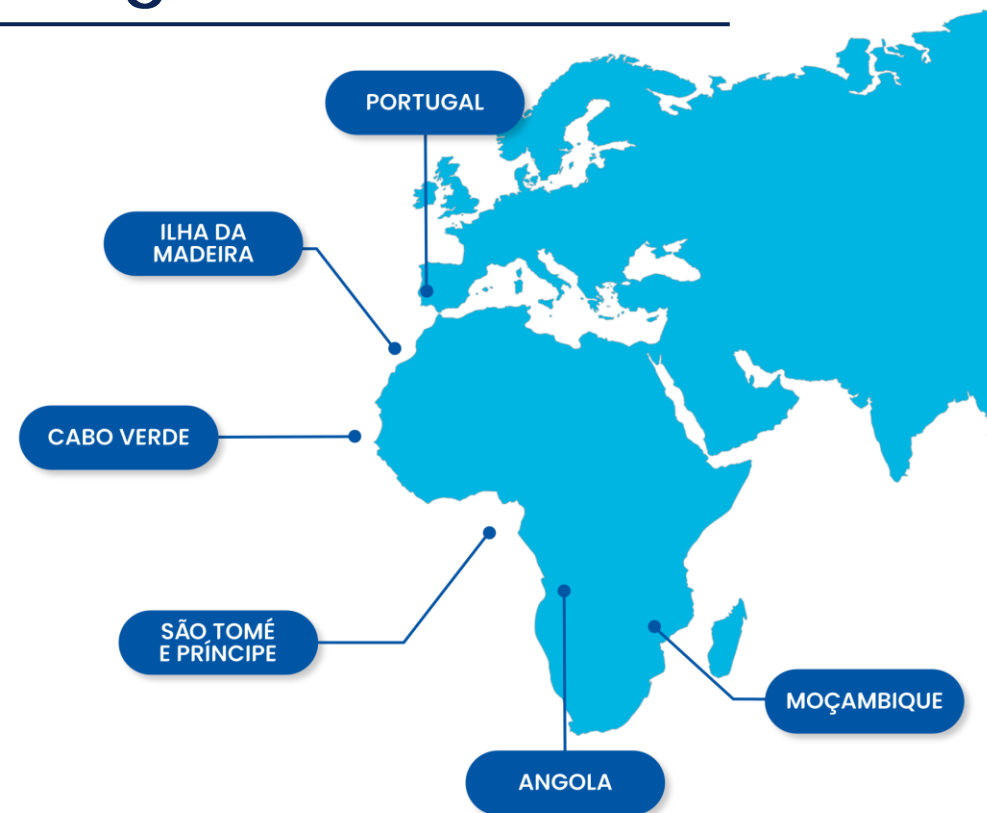 PORTUGAL
ILHA DA
MADEIRA
CABO VERDE
SÃO TOMÉ
E PRÍNCIPE
MOÇAMBIQUE
ANGOLA